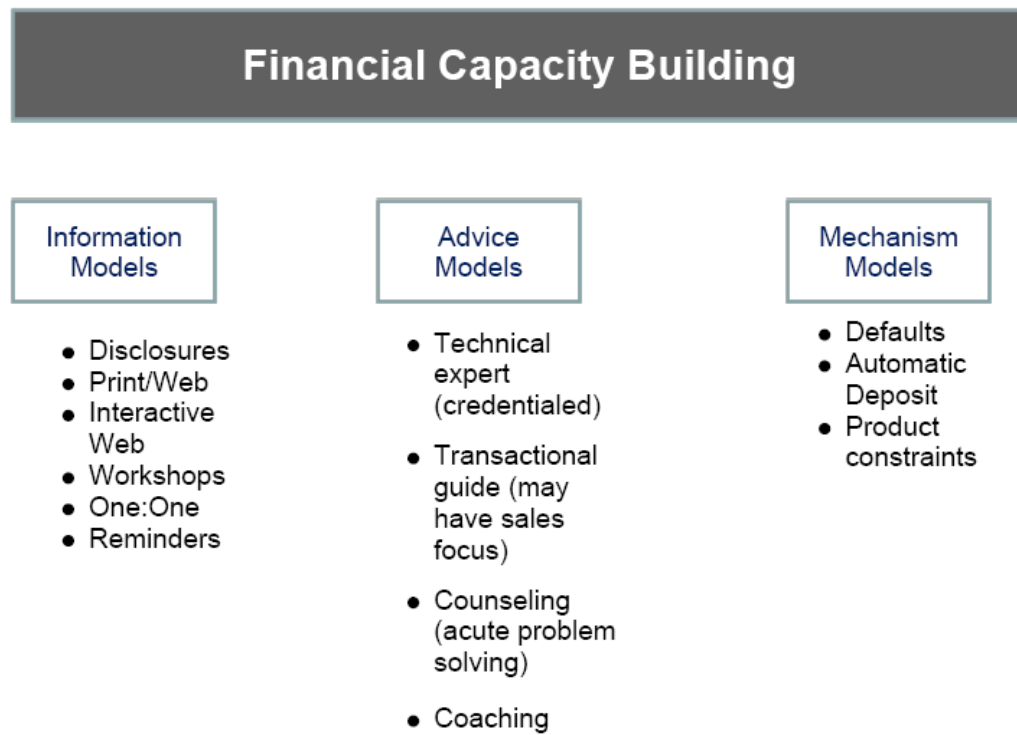 Financial Capacity Building
Information
Models
● Disclosures
● Print/Web
● Interactive
Web
● Workshops
● One:One
● Reminders
Advice
Models
● Technical
expert
(credentialed)
● Transactional
guide (may
have sales
focus)
● Counseling
(acute problem
solving)
● Coaching
Mechanism
Models
● Defaults
● Automatic
Deposit
● Product
constraints